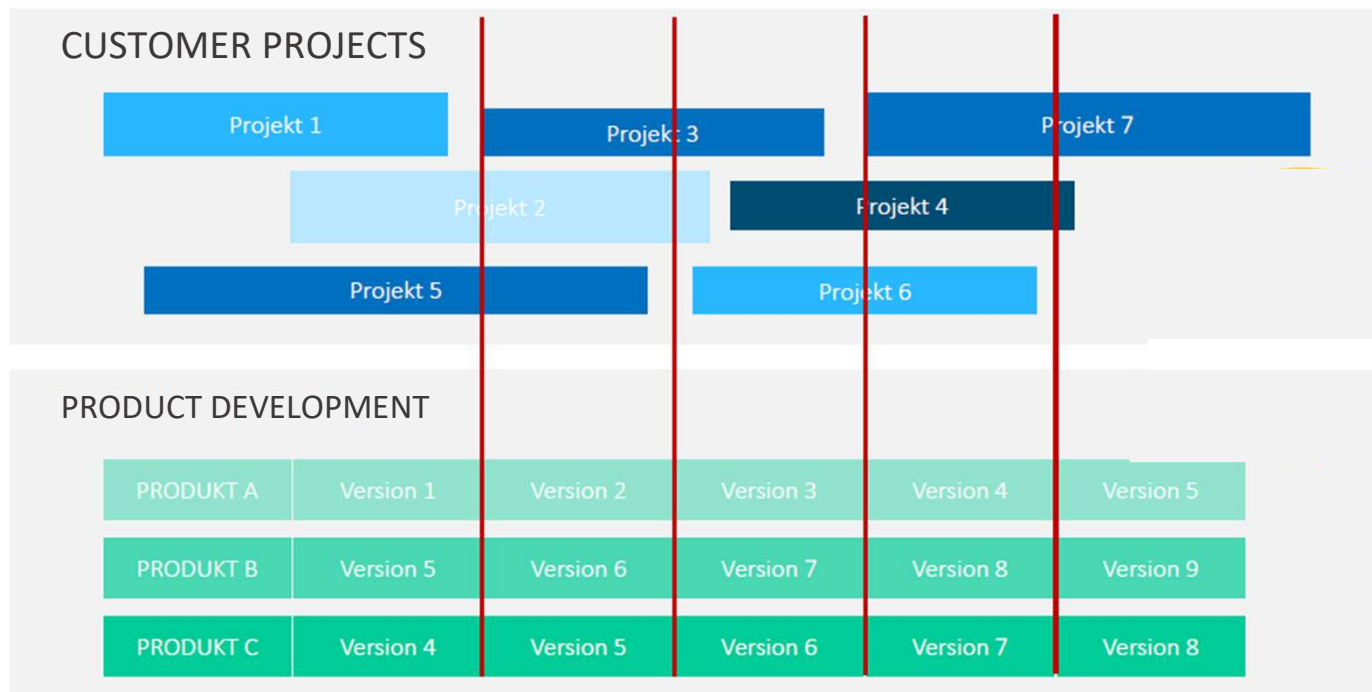 CUSTOMER PROJECTS
Projekt 1
Projekt 3
Projekt 7
Projekt 2
Projekt 4
Projekt 5
Projekt 6
PRODUCT DEVELOPMENT
PRODUKT A Version 1 Version 2 Version 3 Version 4 Version 5
PRODUKT B Version 5 Version 6 Version 7 Version 8 Version 9
PRODUKT C Version 4 Version 5 Version 6 Version 7 Version 8